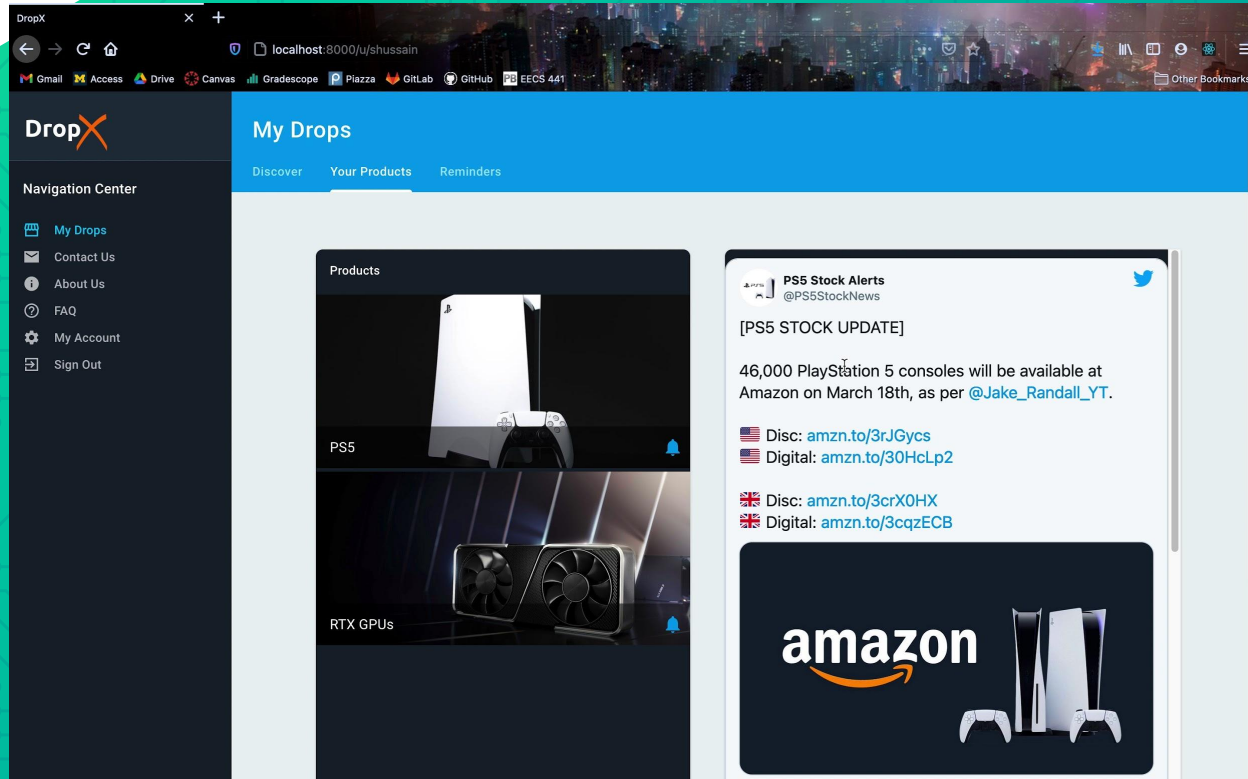 DropX
localhost:8000/u/shussain
Gmail Access Drive Canvas Gradescope Piazza GitLab GitHub PB EECS 441 Other Bookmarks
DropX
Navigation Center
My Drops
Contact Us
About Us
FAQ
My Account
Sign Out
My Drops
Discover Your Products Reminders
Products
PS5
RTX GPUs
PS5 Stock Alerts
@PS5StockNews
[PS5 STOCK UPDATE]
46,000 PlayStation 5 consoles will be available at
Amazon on March 18th, as per @Jake_Randall_YT.
🇺🇸 Disc: amzn.to/3rJGycs
🇺🇸 Digital: amzn.to/30HcLp2
🇬🇧 Disc: amzn.to/3crX0HX
🇬🇧 Digital: amzn.to/3cqzECB
amazon